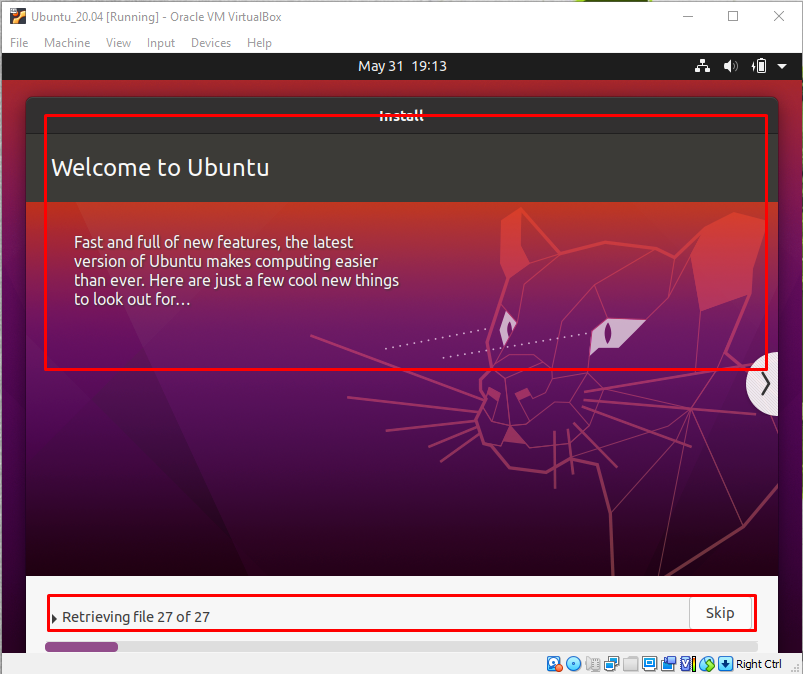 Ubuntu_20.04 [Running] - Oracle VM VirtualBox
File Machine View Input Devices Help
May 31 19:13
Install
Welcome to Ubuntu
Fast and full of new features, the latest
version of Ubuntu makes computing easier
than ever. Here are just a few cool new things
to look out for…
Retrieving file 27 of 27
Skip
Right Ctrl